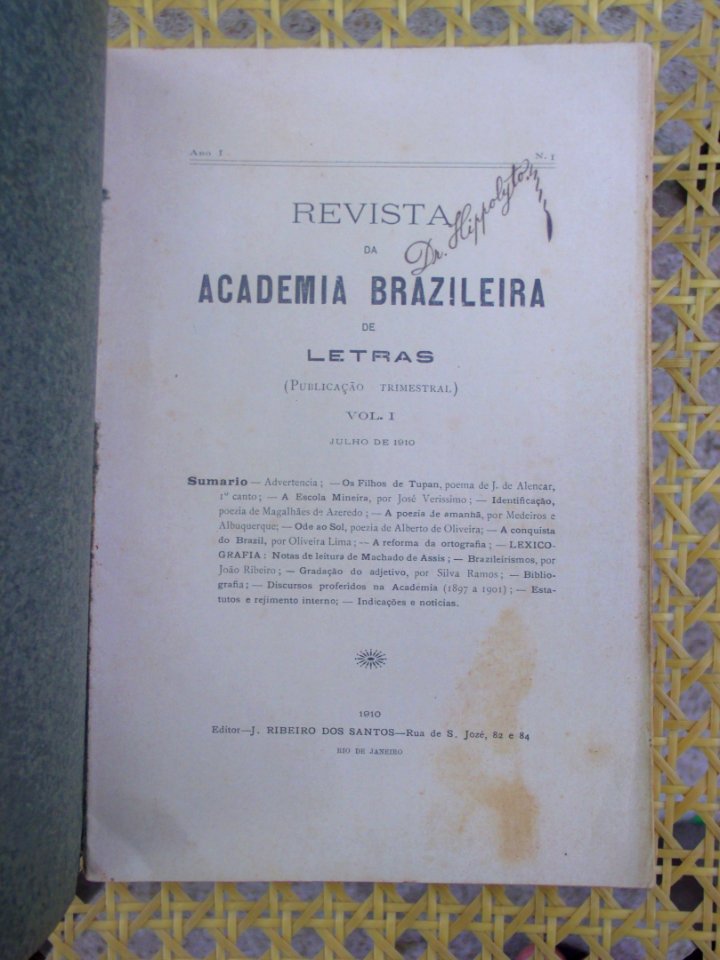 Ano I N. 1
REVISTA
Dr. Hippolyto
DA
ACADEMIA BRAZILEIRA
DE
LETRAS
(PUBLICAÇÃO TRIMESTRAL)
VOL. I
JULHO DE 1910
Sumario — Advertencia; — Os Filhos de Tupan, poema de J. de Alencar,
1º canto; — A Escola Mineira, por José Verissimo; — Identificação,
poesia de Magalhães de Azeredo; — A poezia de amanhã, por Medeiros e
Albuquerque; — Ode ao Sol, poezia de Alberto de Oliveira; — A conquista
do Brazil, por Oliveira Lima; — A reforma da ortografia; — LEXICO-
GRAFIA: Notas de leitura de Machado de Assis; — Brazileirismos, por
João Ribeiro; — Gradação do adjetivo, por Silva Ramos; — Biblio-
grafia; — Discursos proferidos na Academia (1897 a 1901); — Esta-
tutos e rejimento interno; — Indicações e noticias.
1910
Editor—J. RIBEIRO DOS SANTOS—Rua de S. Jozé, 82 e 84
RIO DE JANEIRO